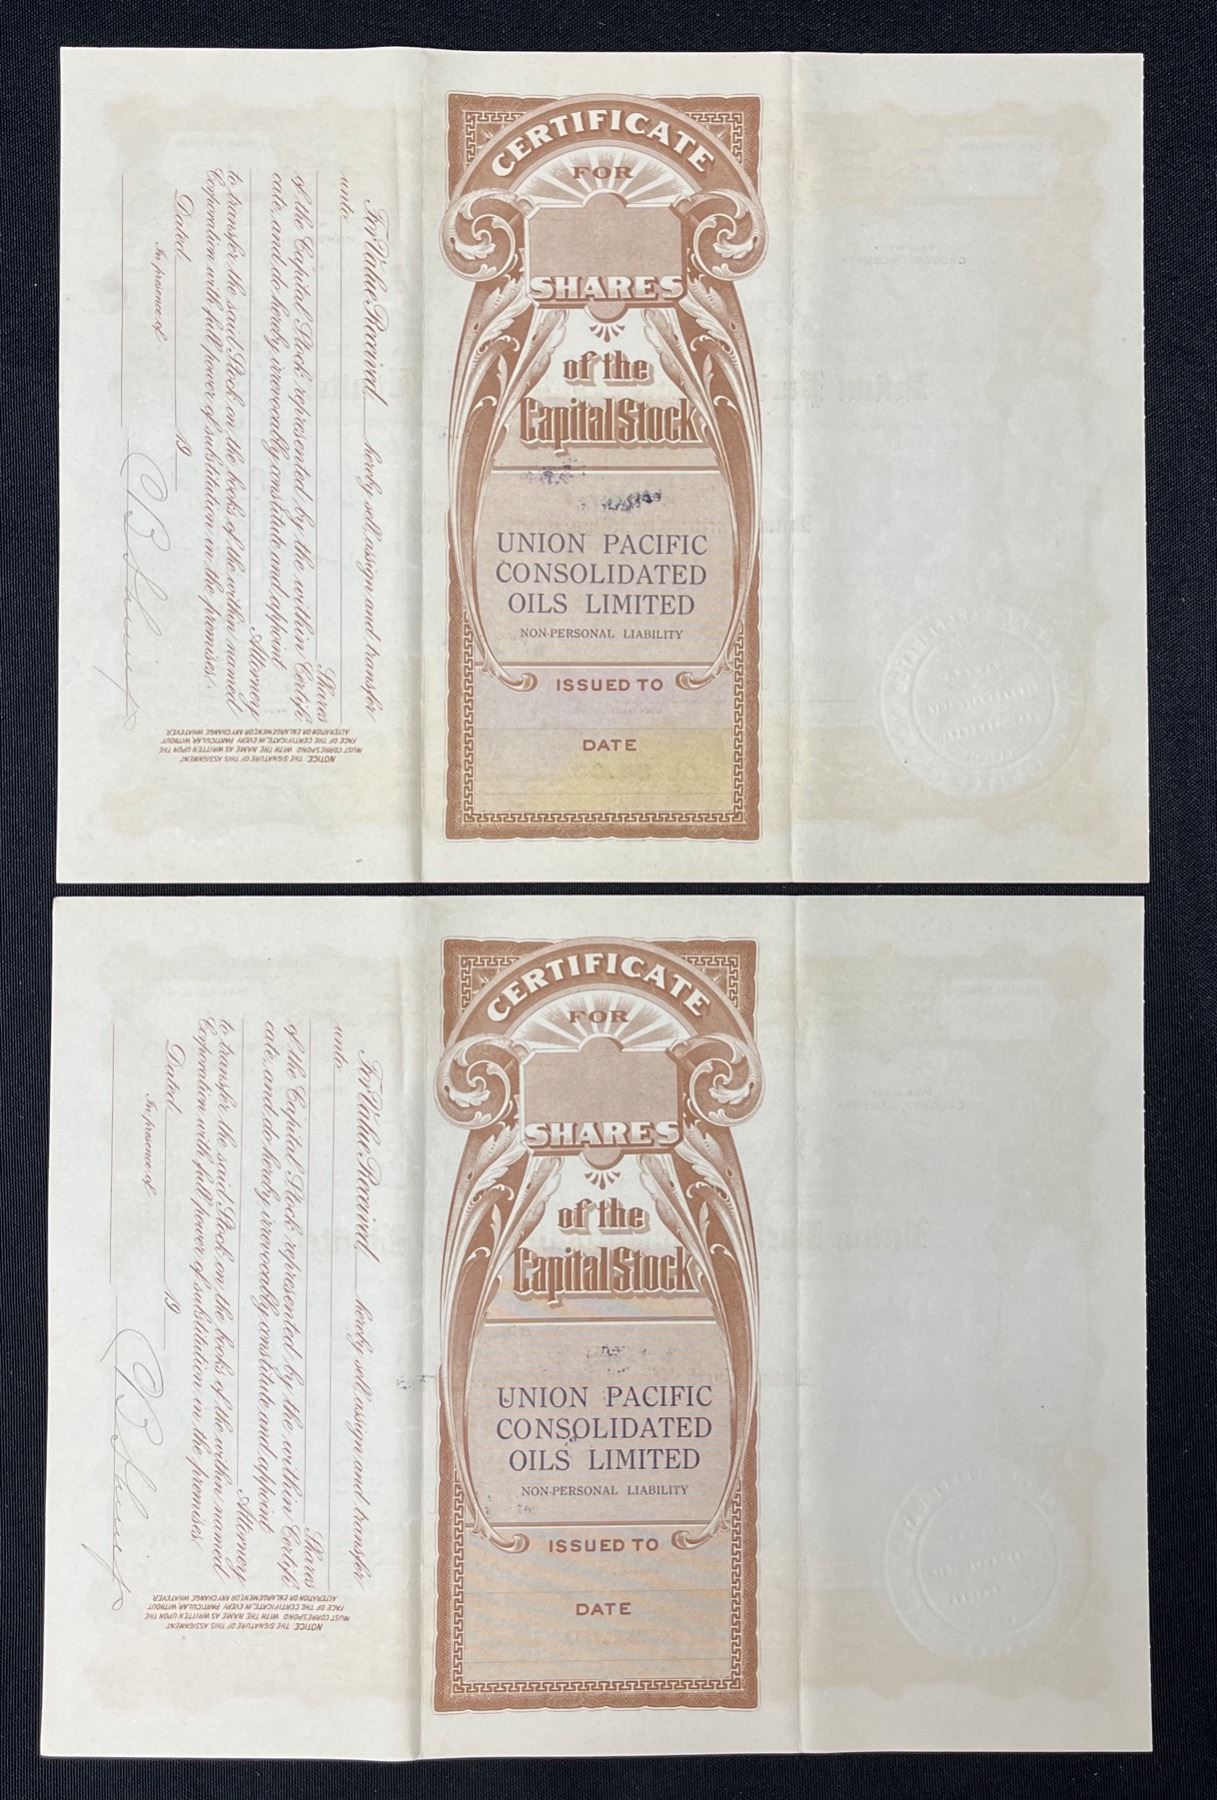 CERTIFICATE
FOR
SHARES
of the
Capital Stock
UNION PACIFIC
CONSOLIDATED
OILS LIMITED
NON-PERSONAL LIABILITY
ISSUED TO
DATE
For Value Received, hereby sell, assign and transfer
unto
Shares
of the Capital Stock represented by the within Certifi
cate, and do hereby irrevocably constitute and appoint
Attorney
to transfer the said Stock on the books of the within named
Corporation with full power of substitution in the premises.
Dated 19
In presence of
NOTICE. THE SIGNATURE OF THIS ASSIGNMENT
MUST CORRESPOND WITH THE NAME AS WRITTEN UPON THE
FACE OF THE CERTIFICATE, IN EVERY PARTICULAR, WITHOUT
ALTERATION OR ENLARGEMENT, OR ANY CHANGE WHATEVER.
CERTIFICATE
FOR
SHARES
of the
Capital Stock
UNION PACIFIC
CONSOLIDATED
OILS LIMITED
NON-PERSONAL LIABILITY
ISSUED TO
DATE
For Value Received, hereby sell, assign and transfer
unto
Shares
of the Capital Stock represented by the within Certifi
cate, and do hereby irrevocably constitute and appoint
Attorney
to transfer the said Stock on the books of the within named
Corporation with full power of substitution in the premises.
Dated 19
In presence of
NOTICE. THE SIGNATURE OF THIS ASSIGNMENT
MUST CORRESPOND WITH THE NAME AS WRITTEN UPON THE
FACE OF THE CERTIFICATE, IN EVERY PARTICULAR, WITHOUT
ALTERATION OR ENLARGEMENT, OR ANY CHANGE WHATEVER.